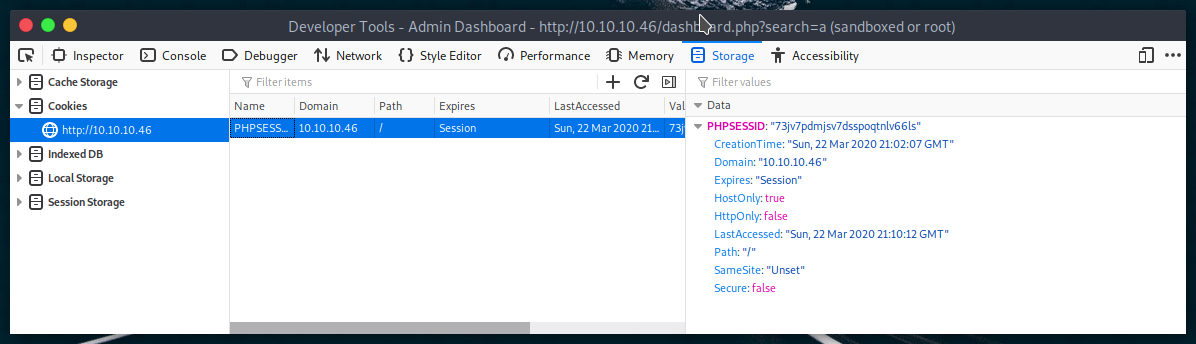 Developer Tools - Admin Dashboard - http://10.10.10.46/dashboard.php?search=a (sandboxed or root)
Inspector Console Debugger Network Style Editor Performance Memory Storage Accessibility
Cache Storage
Cookies
http://10.10.10.46
Indexed DB
Local Storage
Session Storage
Filter items
Name Domain Path Expires LastAccessed Val
PHPSESS... 10.10.10.46 / Session Sun, 22 Mar 2020 21... 73j
Filter values
Data
PHPSESSID: "73jv7pdmjsv7dsspoqtnlv66ls"
CreationTime: "Sun, 22 Mar 2020 21:02:07 GMT"
Domain: "10.10.10.46"
Expires: "Session"
HostOnly: true
HttpOnly: false
LastAccessed: "Sun, 22 Mar 2020 21:10:12 GMT"
Path: "/"
SameSite: "Unset"
Secure: false